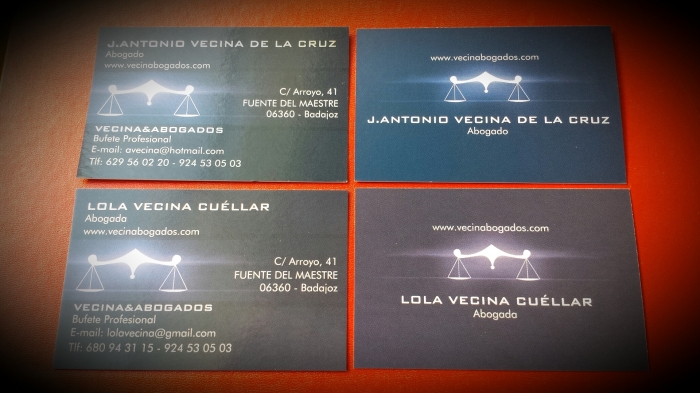 J.ANTONIO VECINA DE LA CRUZ
Abogado
www.vecinabogados.com
C/ Arroyo, 41
FUENTE DEL MAESTRE
06360 - Badajoz
VECINA&ABOGADOS
Bufete Profesional
E-mail: avecina@hotmail.com
Tlf: 629 56 02 20 - 924 53 05 03
www.vecinabogados.com
J.ANTONIO VECINA DE LA CRUZ
Abogado
LOLA VECINA CUÉLLAR
Abogada
www.vecinabogados.com
C/ Arroyo, 41
FUENTE DEL MAESTRE
06360 - Badajoz
VECINA&ABOGADOS
Bufete Profesional
E-mail: lolavecina@gmail.com
Tlf: 680 94 31 15 - 924 53 05 03
www.vecinabogados.com
LOLA VECINA CUÉLLAR
Abogada